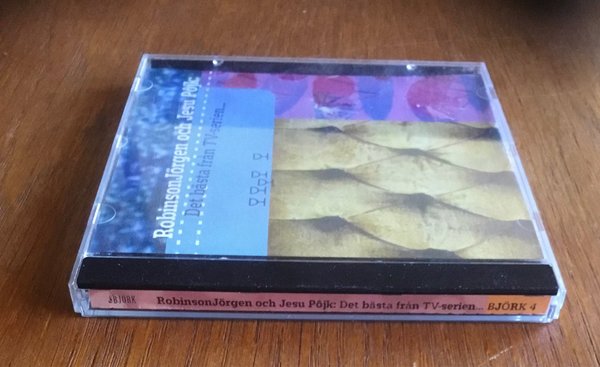 RobinsonJörgen och Jesu Pöjk:
Det bästa från TV-serien...
BJÖRK RobinsonJörgen och Jesu Pöjk: Det bästa från TV-serien... BJÖRK 4